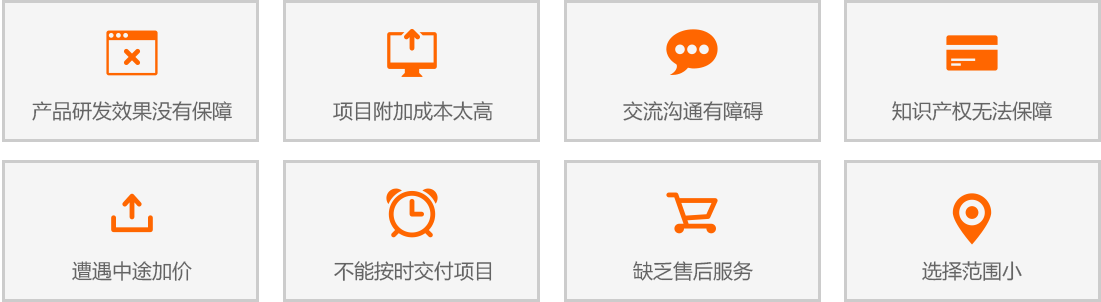 产品研发效果没有保障
项目附加成本太高
交流沟通有障碍
知识产权无法保障
遭遇中途加价
不能按时交付项目
缺乏售后服务
选择范围小